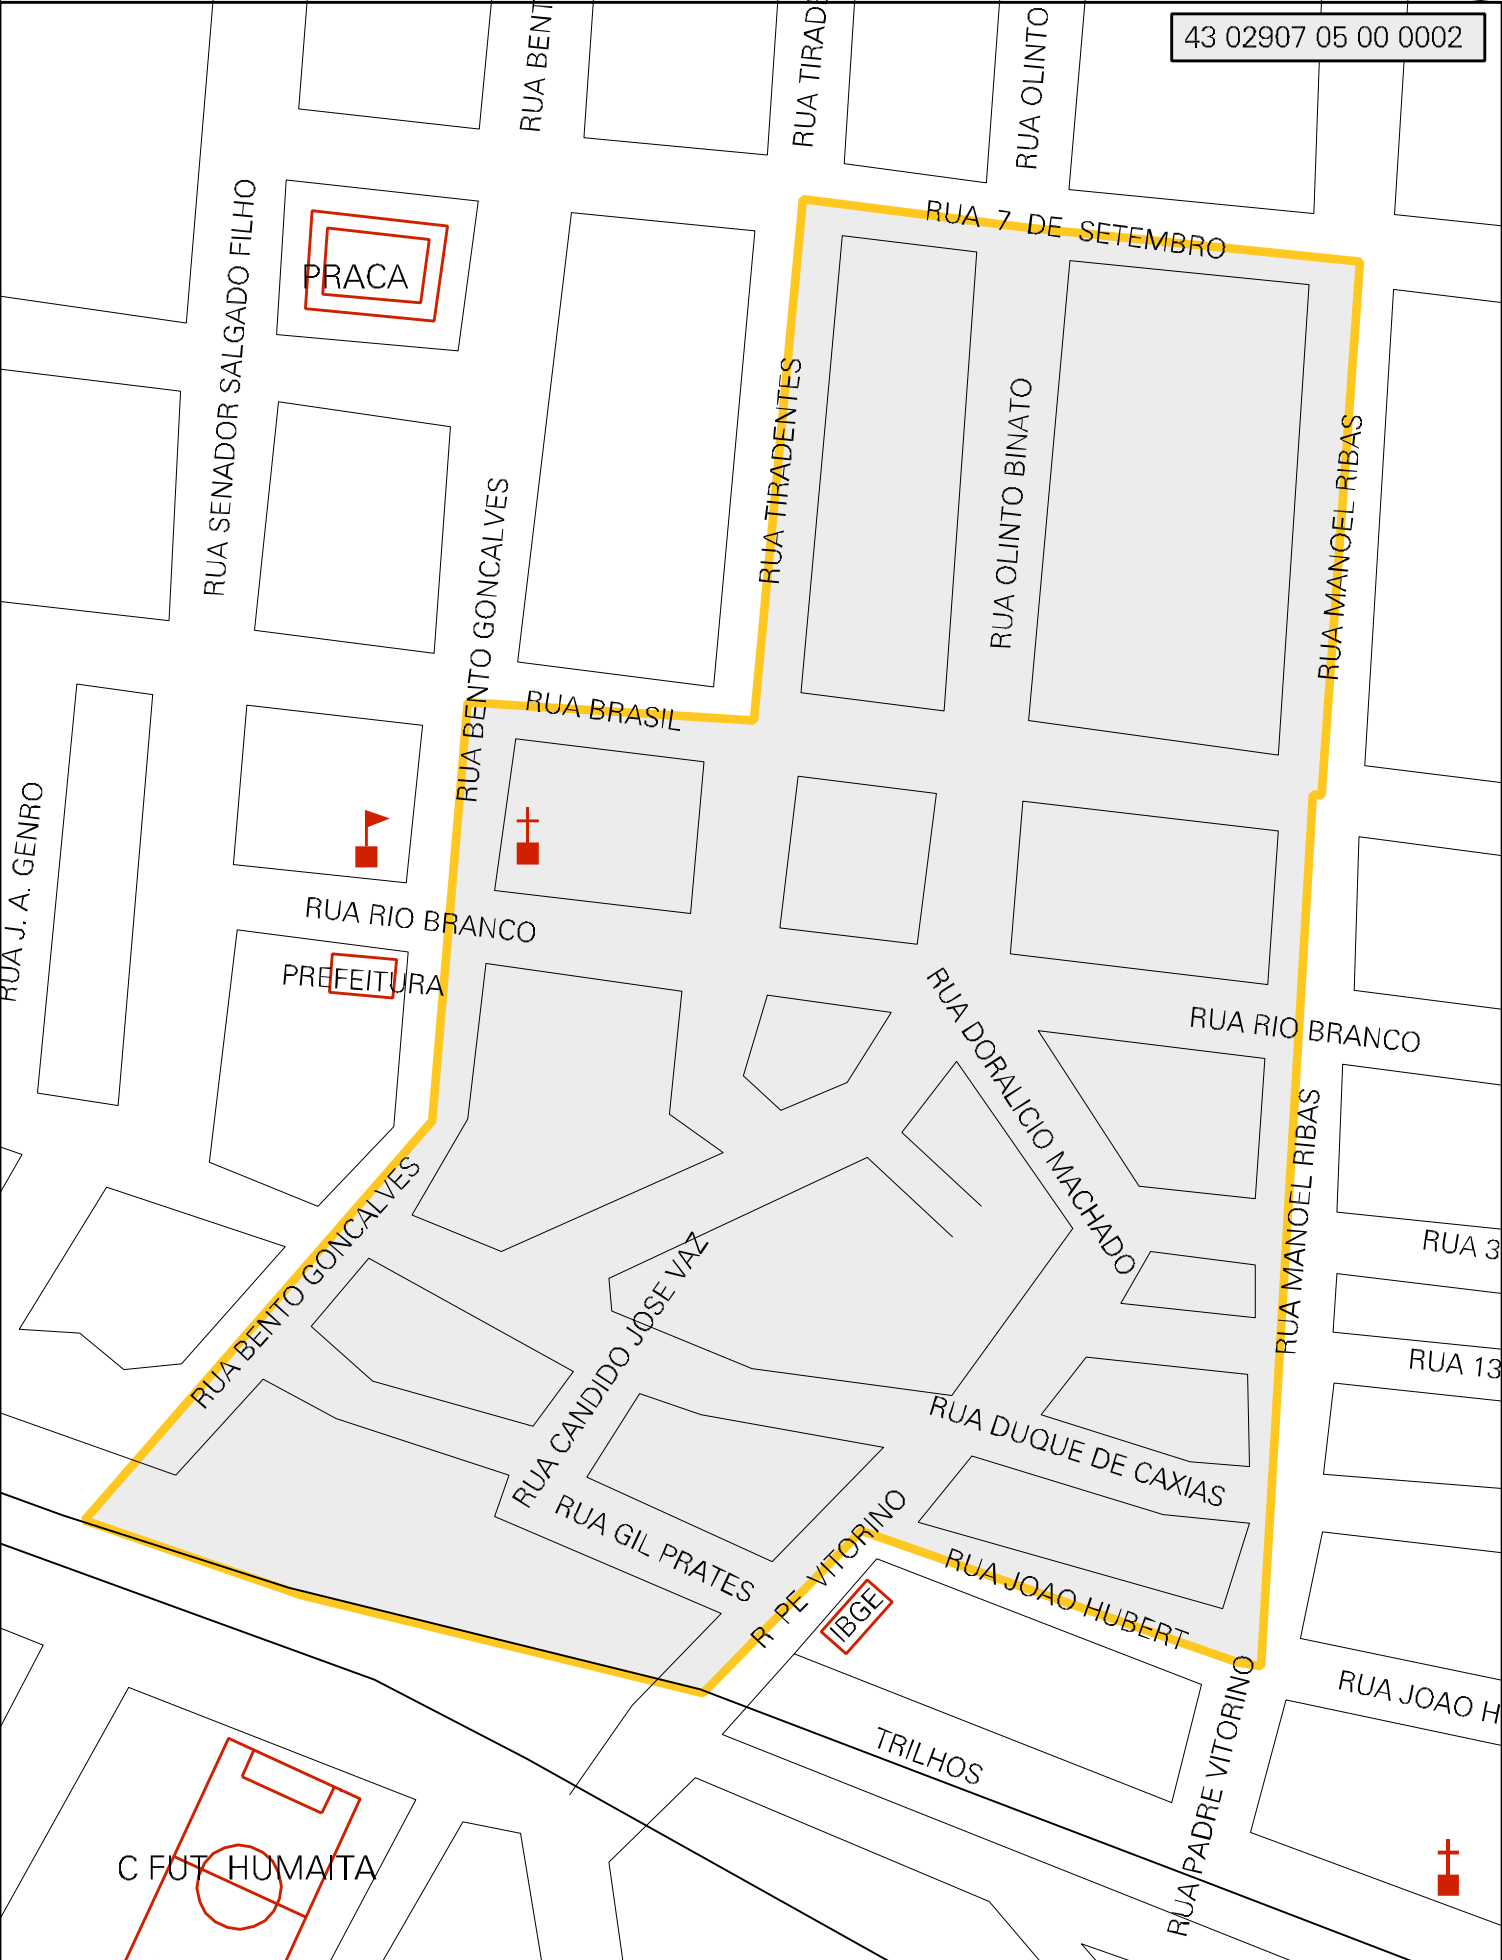 RUA BENT
RUA TIRAD
RUA OLINTO
43 02907 05 00 0002
RUA SENADOR SALGADO FILHO
PRACA
RUA 7 DE SETEMBRO
RUA TIRADENTES
RUA OLINTO BINATO
RUA MANOEL RIBAS
RUA BENTO GONCALVES
RUA BRASIL
RUA J. A. GENRO
RUA RIO BRANCO
PREFEITURA
RUA DORALICIO MACHADO
RUA RIO BRANCO
RUA MANOEL RIBAS
RUA BENTO GONCALVES
RUA CANDIDO JOSE VAZ
RUA 3
RUA 13
RUA DUQUE DE CAXIAS
RUA GIL PRATES
R PE VITORINO
RUA JOAO HUBERT
IBGE
RUA JOAO H
RUA PADRE VITORINO
TRILHOS
C FUT HUMAITA